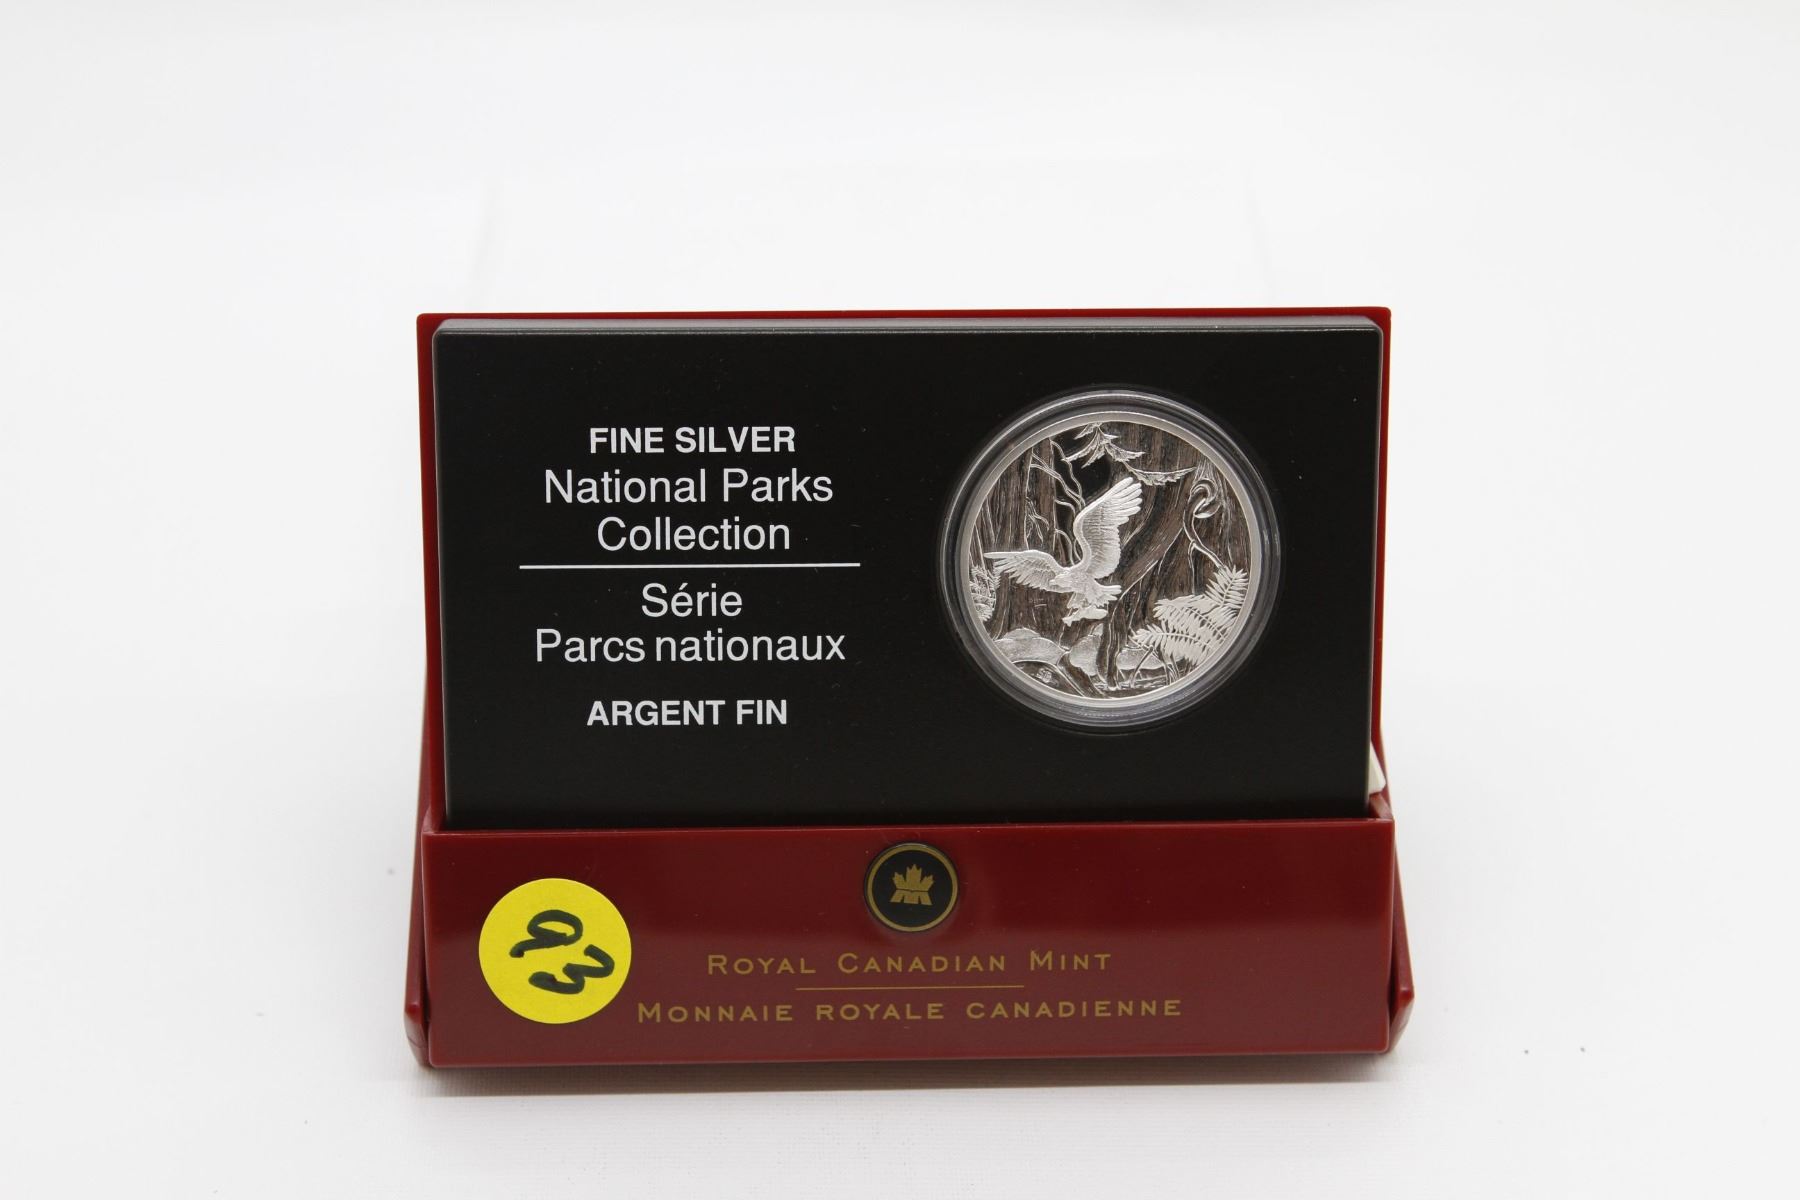 FINE SILVER
National Parks
Collection
Série
Parcs nationaux
ARGENT FIN
93
ROYAL CANADIAN MINT
MONNAIE ROYALE CANADIENNE